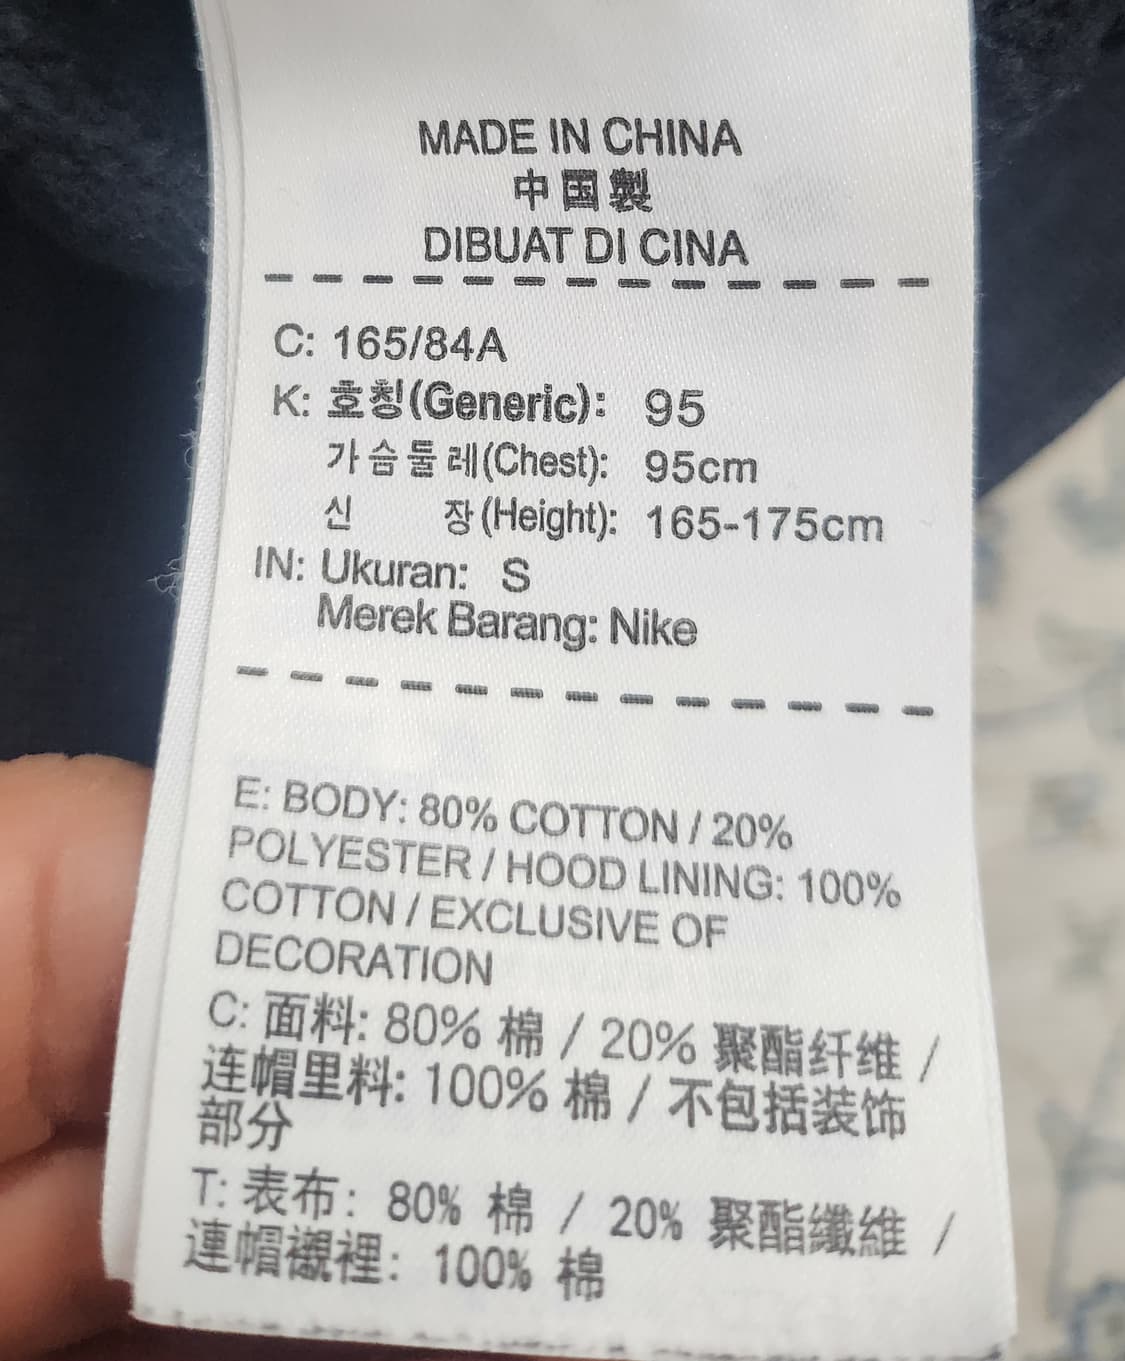 MADE IN CHINA
中国製
DIBUAT DI CINA
C: 165/84A
K: 호칭(Generic): 95
가슴둘레(Chest): 95cm
신 장(Height): 165-175cm
IN: Ukuran: S
Merek Barang: Nike
E: BODY: 80% COTTON / 20%
POLYESTER / HOOD LINING: 100%
COTTON / EXCLUSIVE OF
DECORATION
C: 面料: 80% 棉 / 20% 聚酯纤维 /
连帽里料: 100% 棉 / 不包括装饰
部分
T: 表布: 80% 棉 / 20% 聚酯纖維 /
連帽襯裡: 100% 棉